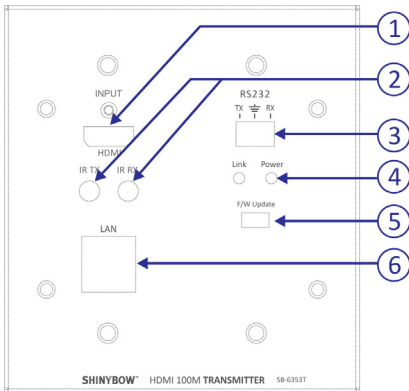 1
INPUT
2
RS232
TX RX
3
HDMI
IR TX IR RX
Link Power
4
F/W Update
5
LAN
6
SHINYBOW™ HDMI 100M TRANSMITTER SB-6353T